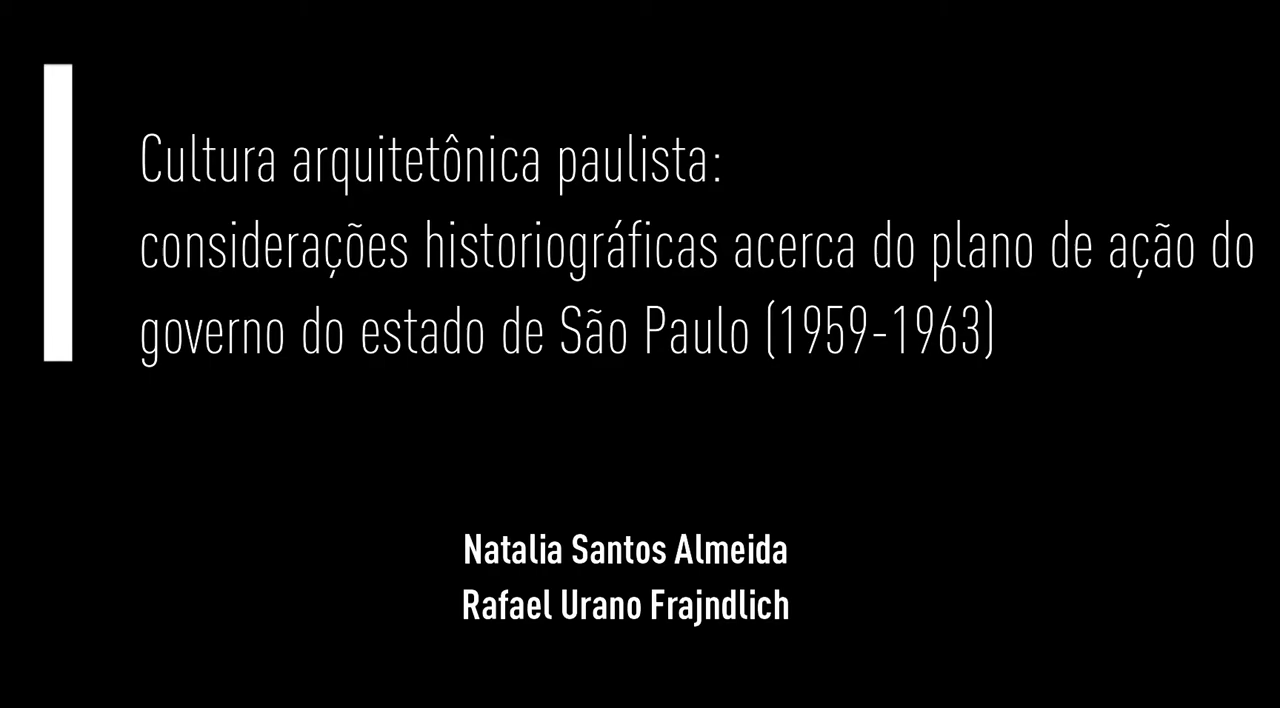 Cultura arquitetônica paulista:
considerações historiográficas acerca do plano de ação do
governo do estado de São Paulo (1959-1963)
Natalia Santos Almeida
Rafael Urano Frajndlich